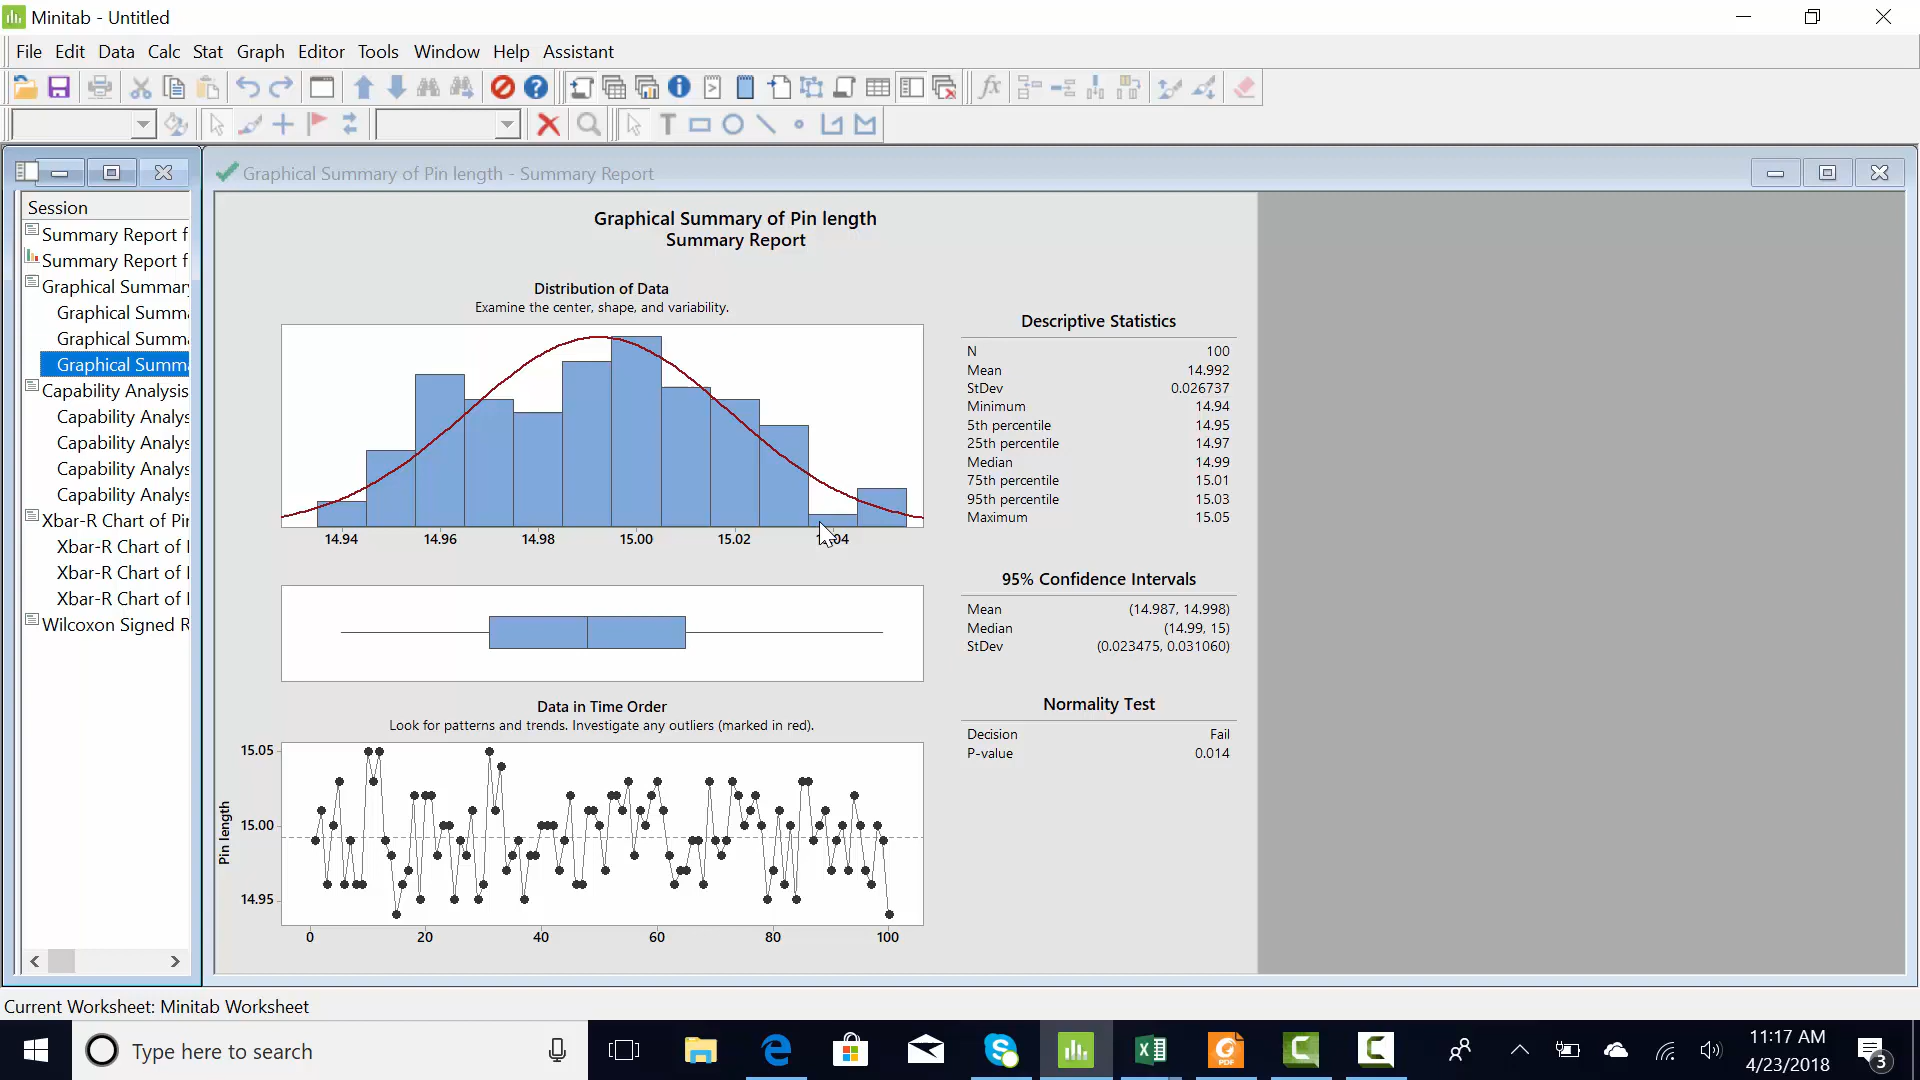 Minitab - Untitled
File Edit Data Calc Stat Graph Editor Tools Window Help Assistant
Graphical Summary of Pin length - Summary Report
Session
Summary Report f
Summary Report f
Graphical Summar
Graphical Summ
Graphical Summ
Graphical Summ
Capability Analysis
Capability Analys
Capability Analys
Capability Analys
Capability Analys
Xbar-R Chart of Pir
Xbar-R Chart of
Xbar-R Chart of
Xbar-R Chart of
Wilcoxon Signed R
Graphical Summary of Pin length
Summary Report
Distribution of Data
Examine the center, shape, and variability.
14.94 14.96 14.98 15.00 15.02 04
Descriptive Statistics
N 100
Mean 14.992
StDev 0.026737
Minimum 14.94
5th percentile 14.95
25th percentile 14.97
Median 14.99
75th percentile 15.01
95th percentile 15.03
Maximum 15.05
95% Confidence Intervals
Mean (14.987, 14.998)
Median (14.99, 15)
StDev (0.023475, 0.031060)
Normality Test
Decision Fail
P-value 0.014
Data in Time Order
Look for patterns and trends. Investigate any outliers (marked in red).
Pin length
15.05
15.00
14.95
0 20 40 60 80 100
Current Worksheet: Minitab Worksheet
Type here to search
PDF
11:17 AM
4/23/2018
3